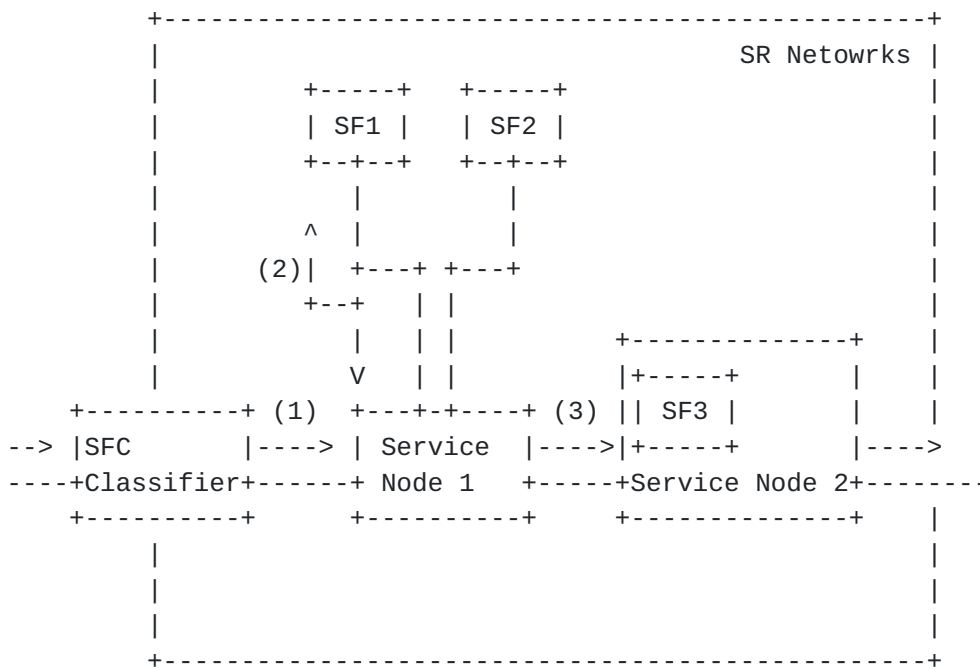 SR Netowrks
SF1 SF2
(2)
(1) (3) SF3
SFC Service
Classifier Node 1 Service Node 2